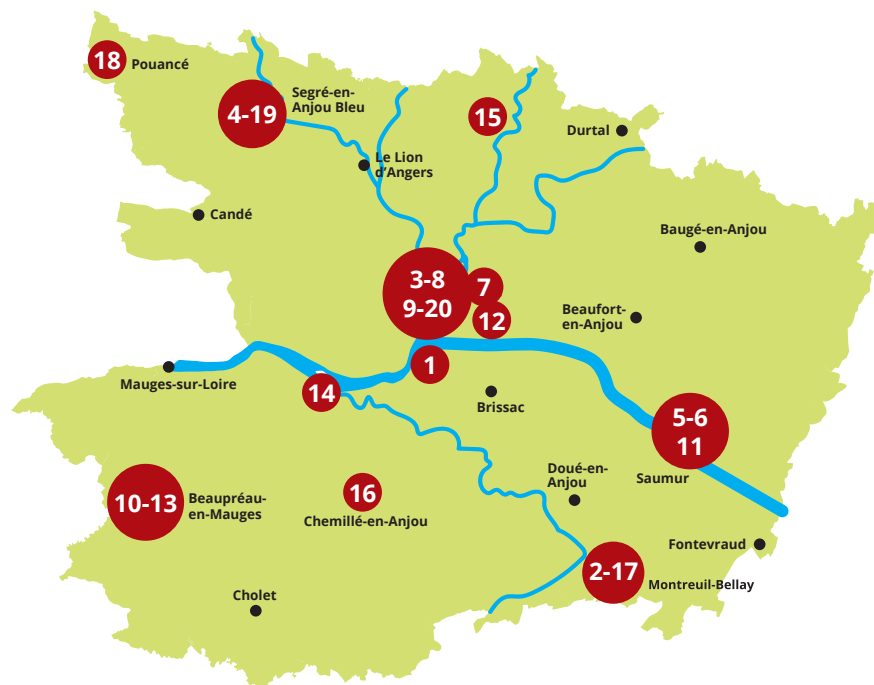 18
Pouancé
4-19
Segré-en-
Anjou Bleu
15
Durtal
Le Lion
d'Angers
Candé
Baugé-en-Anjou
3-8
9-20
7
12
Beaufort-
en-Anjou
1
Mauges-sur-Loire
14
Brissac
5-6
11
Saumur
10-13
Beaupréau-
en-Mauges
16
Chemillé-en-Anjou
Doué-en-
Anjou
Fontevraud
2-17
Montreuil-Bellay
Cholet